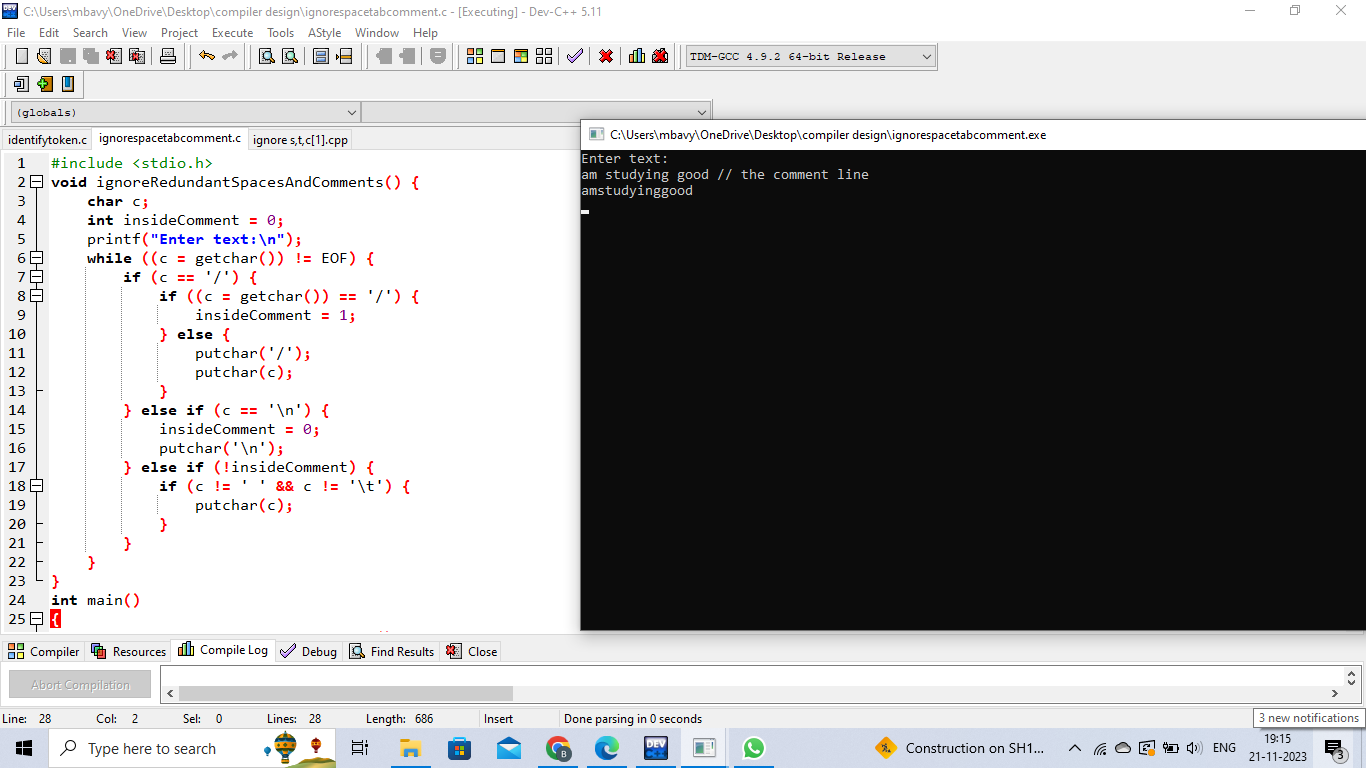 C:\Users\mbavy\OneDrive\Desktop\compiler design\ignorespacetabcomment.c - [Executing] - Dev-C++ 5.11
File Edit Search View Project Execute Tools AStyle Window Help
TDM-GCC 4.9.2 64-bit Release
(globals)
identifytoken.c ignorespacetabcomment.c ignore s,t,c[1].cpp
1 #include <stdio.h>
2 void ignoreRedundantSpacesAndComments() {
3 char c;
4 int insideComment = 0;
5 printf("Enter text:\n");
6 while ((c = getchar()) != EOF) {
7 if (c == '/') {
8 if ((c = getchar()) == '/') {
9 insideComment = 1;
10 } else {
11 putchar('/');
12 putchar(c);
13 }
14 } else if (c == '\n') {
15 insideComment = 0;
16 putchar('\n');
17 } else if (!insideComment) {
18 if (c != ' ' && c != '\t') {
19 putchar(c);
20 }
21 }
22 }
23 }
24 int main()
25 {
C:\Users\mbavy\OneDrive\Desktop\compiler design\ignorespacetabcomment.exe
Enter text:
am studying good // the comment line
amstudyinggood
Compiler Resources Compile Log Debug Find Results Close
Abort Compilation
Line: 28 Col: 2 Sel: 0 Lines: 28 Length: 686 Insert Done parsing in 0 seconds
3 new notifications
Type here to search
DEV
B
Construction on SH1...
ENG
19:15
21-11-2023
3